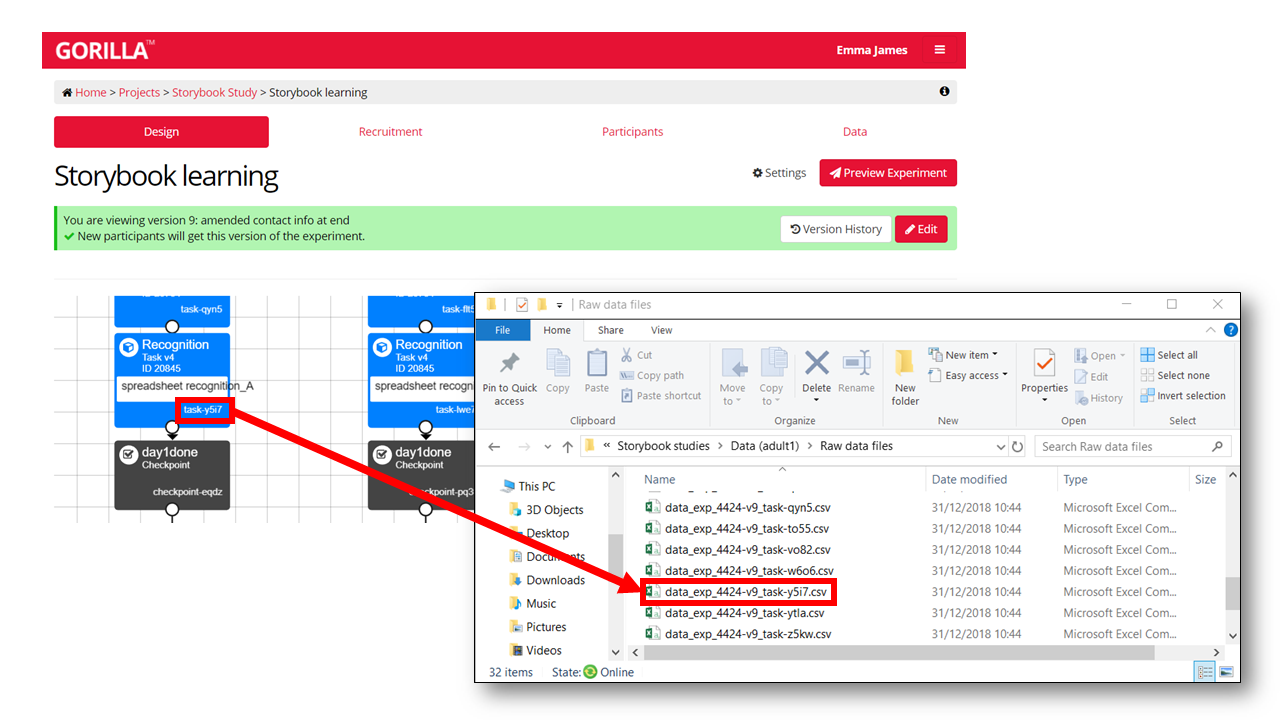 GORILLA™
Emma James
Home > Projects > Storybook Study > Storybook learning
Design
Recruitment
Participants
Data
Storybook learning
Settings
Preview Experiment
You are viewing version 9: amended contact info at end
New participants will get this version of the experiment.
Version History
Edit
task-qyn5
Recognition
Task v4
ID 20845
spreadsheet recognition_A
task-y5i7
day1done
Checkpoint
checkpoint-eqdz
task-flt5
Recognition
Task v4
ID 20845
spreadsheet recogn
task-lwe7
day1done
Checkpoint
checkpoint-pq3
Raw data files
File
Home
Share
View
Pin to Quick
access
Copy
Paste
Cut
Copy path
Paste shortcut
Clipboard
Move
to
Copy
to
Delete
Rename
Organize
New
folder
New item
Easy access
New
Properties
Open
Edit
History
Open
Select all
Select none
Invert selection
Select
« Storybook studies > Data (adult1) > Raw data files
Search Raw data files
This PC
3D Objects
Desktop
Documents
Downloads
Music
Pictures
Videos
Name Date modified Type Size
data_exp_4424-v9_task-qyn5.csv 31/12/2018 10:44 Microsoft Excel Com...
data_exp_4424-v9_task-to55.csv 31/12/2018 10:44 Microsoft Excel Com...
data_exp_4424-v9_task-vo82.csv 31/12/2018 10:44 Microsoft Excel Com...
data_exp_4424-v9_task-w6o6.csv 31/12/2018 10:44 Microsoft Excel Com...
data_exp_4424-v9_task-y5i7.csv 31/12/2018 10:44 Microsoft Excel Com...
data_exp_4424-v9_task-ytla.csv 31/12/2018 10:44 Microsoft Excel Com...
data_exp_4424-v9_task-z5kw.csv 31/12/2018 10:44 Microsoft Excel Com...
32 items State: Online